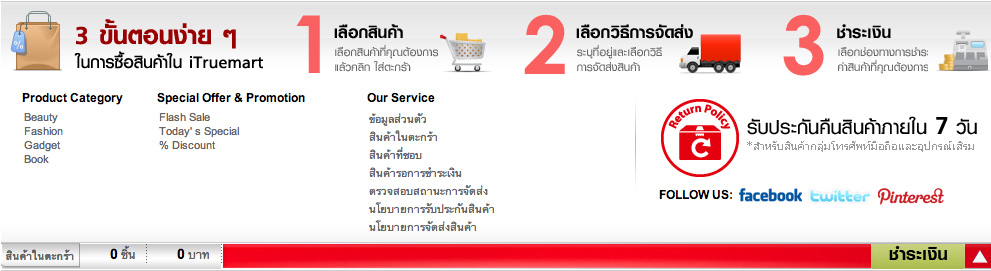 3 ขั้นตอนง่าย ๆ
ในการซื้อสินค้าใน iTruemart
1
เลือกสินค้า
เลือกสินค้าที่คุณต้องการ
แล้วคลิก ใส่ตะกร้า
2
เลือกวิธีการจัดส่ง
ระบุที่อยู่และเลือกวิธี
การจัดส่งสินค้า
3
ชำระเงิน
เลือกช่องทางการชำระ
ค่าสินค้าที่คุณต้องการ
Product Category
Beauty
Fashion
Gadget
Book
Special Offer & Promotion
Flash Sale
Today' s Special
% Discount
Our Service
ข้อมูลส่วนตัว
สินค้าในตะกร้า
สินค้าที่ชอบ
สินค้ารอการชำระเงิน
ตรวจสอบสถานะการจัดส่ง
นโยบายการรับประกันสินค้า
นโยบายการจัดส่งสินค้า
Return Policy
รับประกันคืนสินค้าภายใน 7 วัน
*สำหรับสินค้ากลุ่มโทรศัพท์มือถือและอุปกรณ์เสริม
FOLLOW US: facebook twitter Pinterest
สินค้าในตะกร้า 0 ชิ้น 0 บาท ชำระเงิน